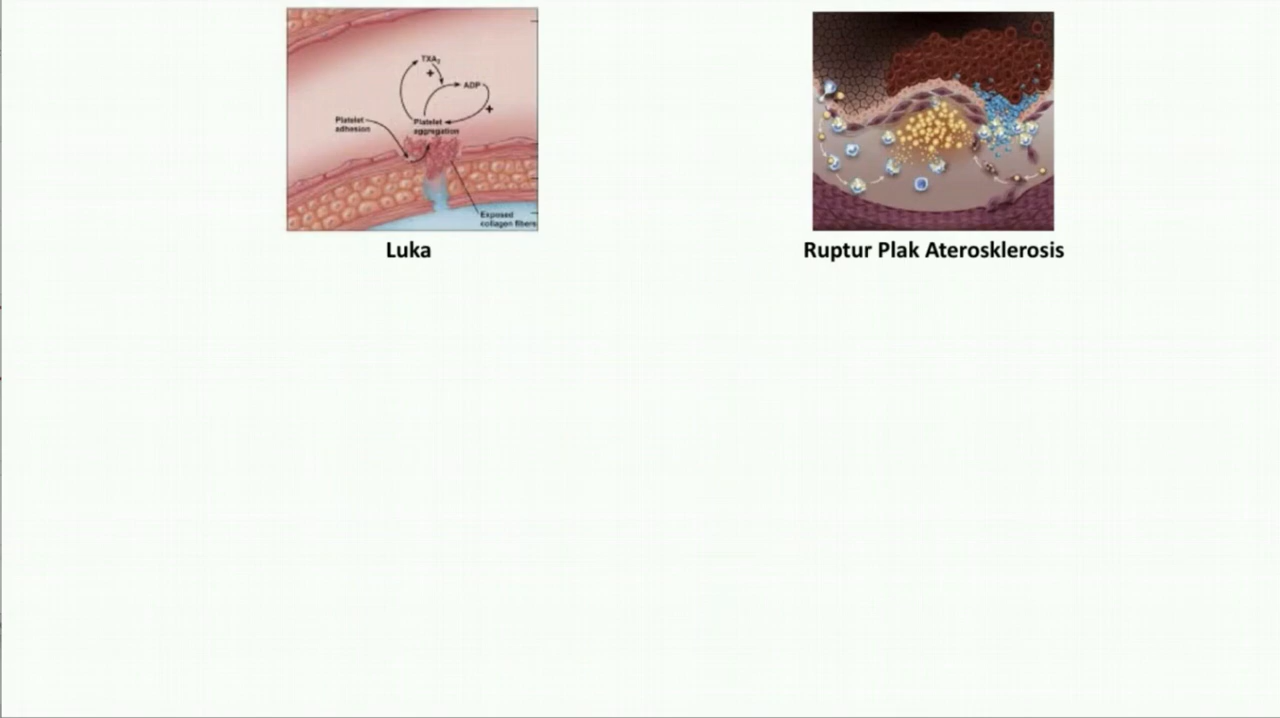 TXA₂
+
ADP
+
Platelet
adhesion
Platelet
aggregation
Exposed
collagen fibers
Luka
Ruptur Plak Aterosklerosis